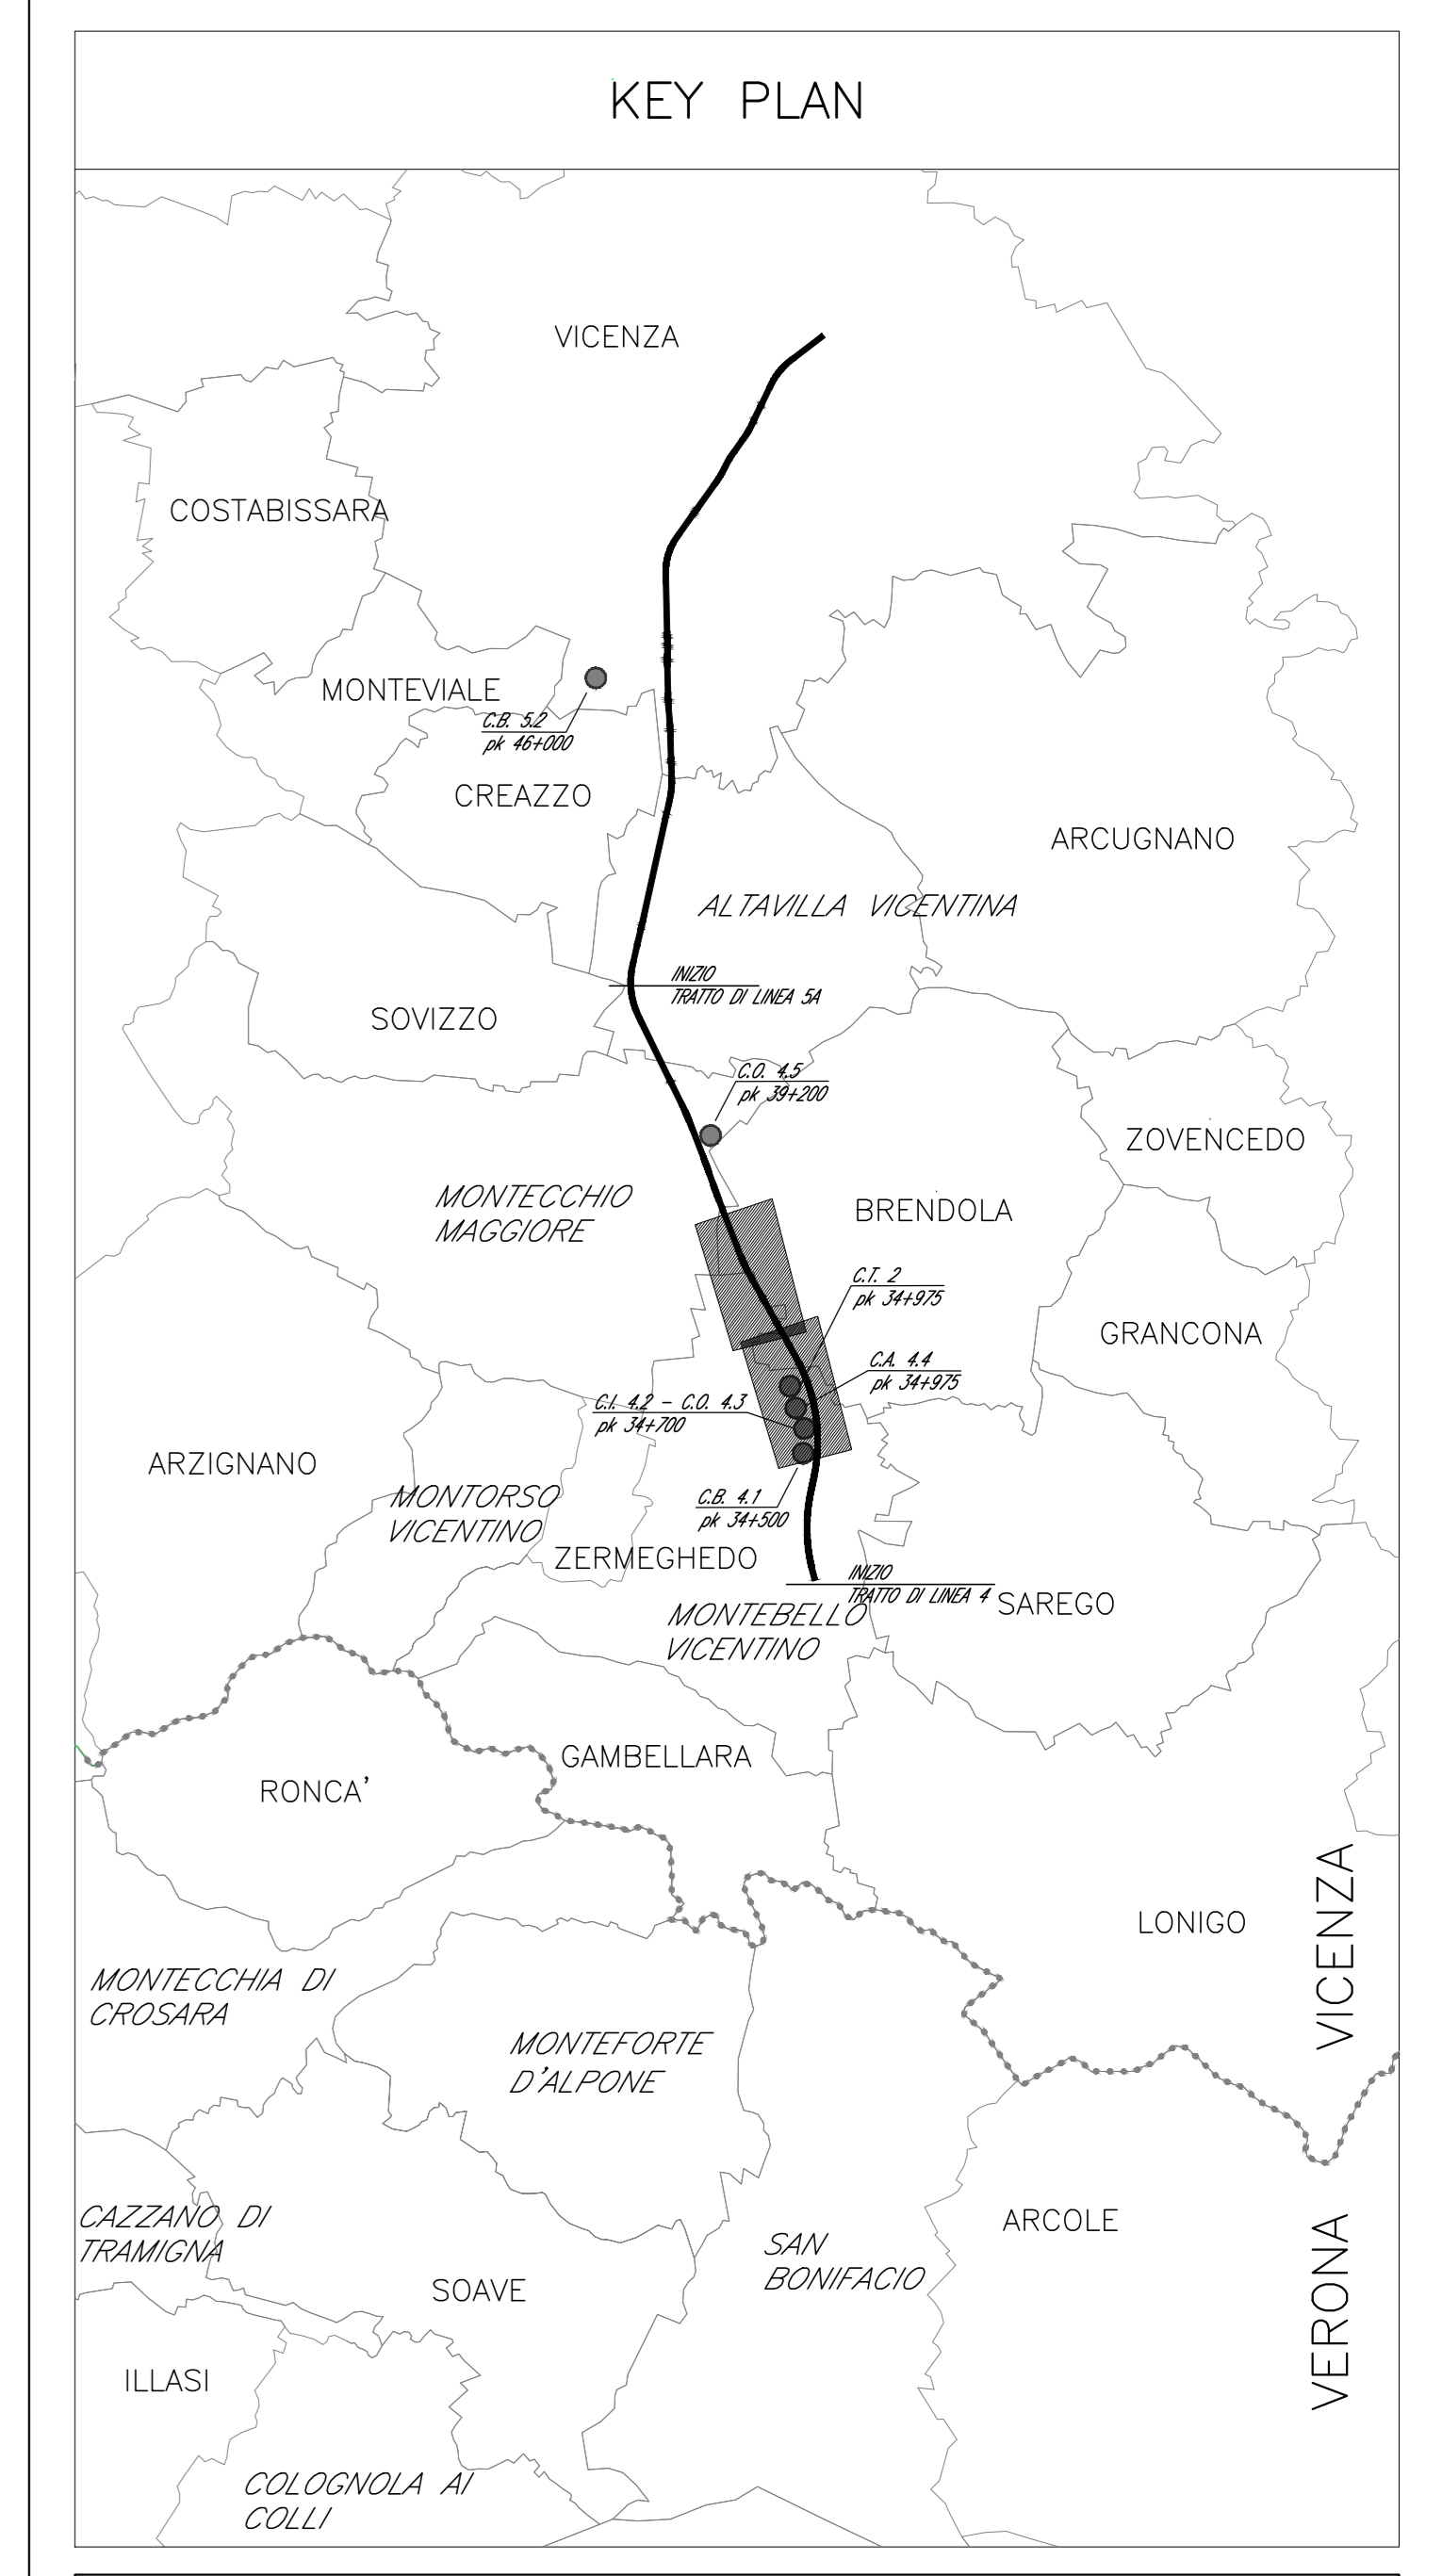 KEY PLAN
VICENZA
COSTABISSARA
MONTEVIALE
C.B. 5.2
pk 46+000
CREAZZO
ARCUGNANO
ALTAVILLA VICENTINA
INIZIO
TRATTO DI LINEA 5A
SOVIZZO
C.O. 4.5
pk 39+200
ZOVENCEDO
MONTECCHIO
MAGGIORE
BRENDOLA
C.T. 2
pk 34+975
GRANCONA
C.A. 4.4
pk 34+975
C.I. 4.2 - C.O. 4.3
pk 34+700
ARZIGNANO
MONTORSO
VICENTINO
C.B. 4.1
pk 34+500
ZERMEGHEDO
INIZIO
TRATTO DI LINEA 4
SAREGO
MONTEBELLO
VICENTINO
GAMBELLARA
RONCA'
LONIGO
VICENZA
MONTECCHIA DI
CROSARA
MONTEFORTE
D'ALPONE
CAZZANO DI
TRAMIGNA
ARCOLE
SAN
BONIFACIO
VERONA
SOAVE
ILLASI
COLOGNOLA AI
COLLI